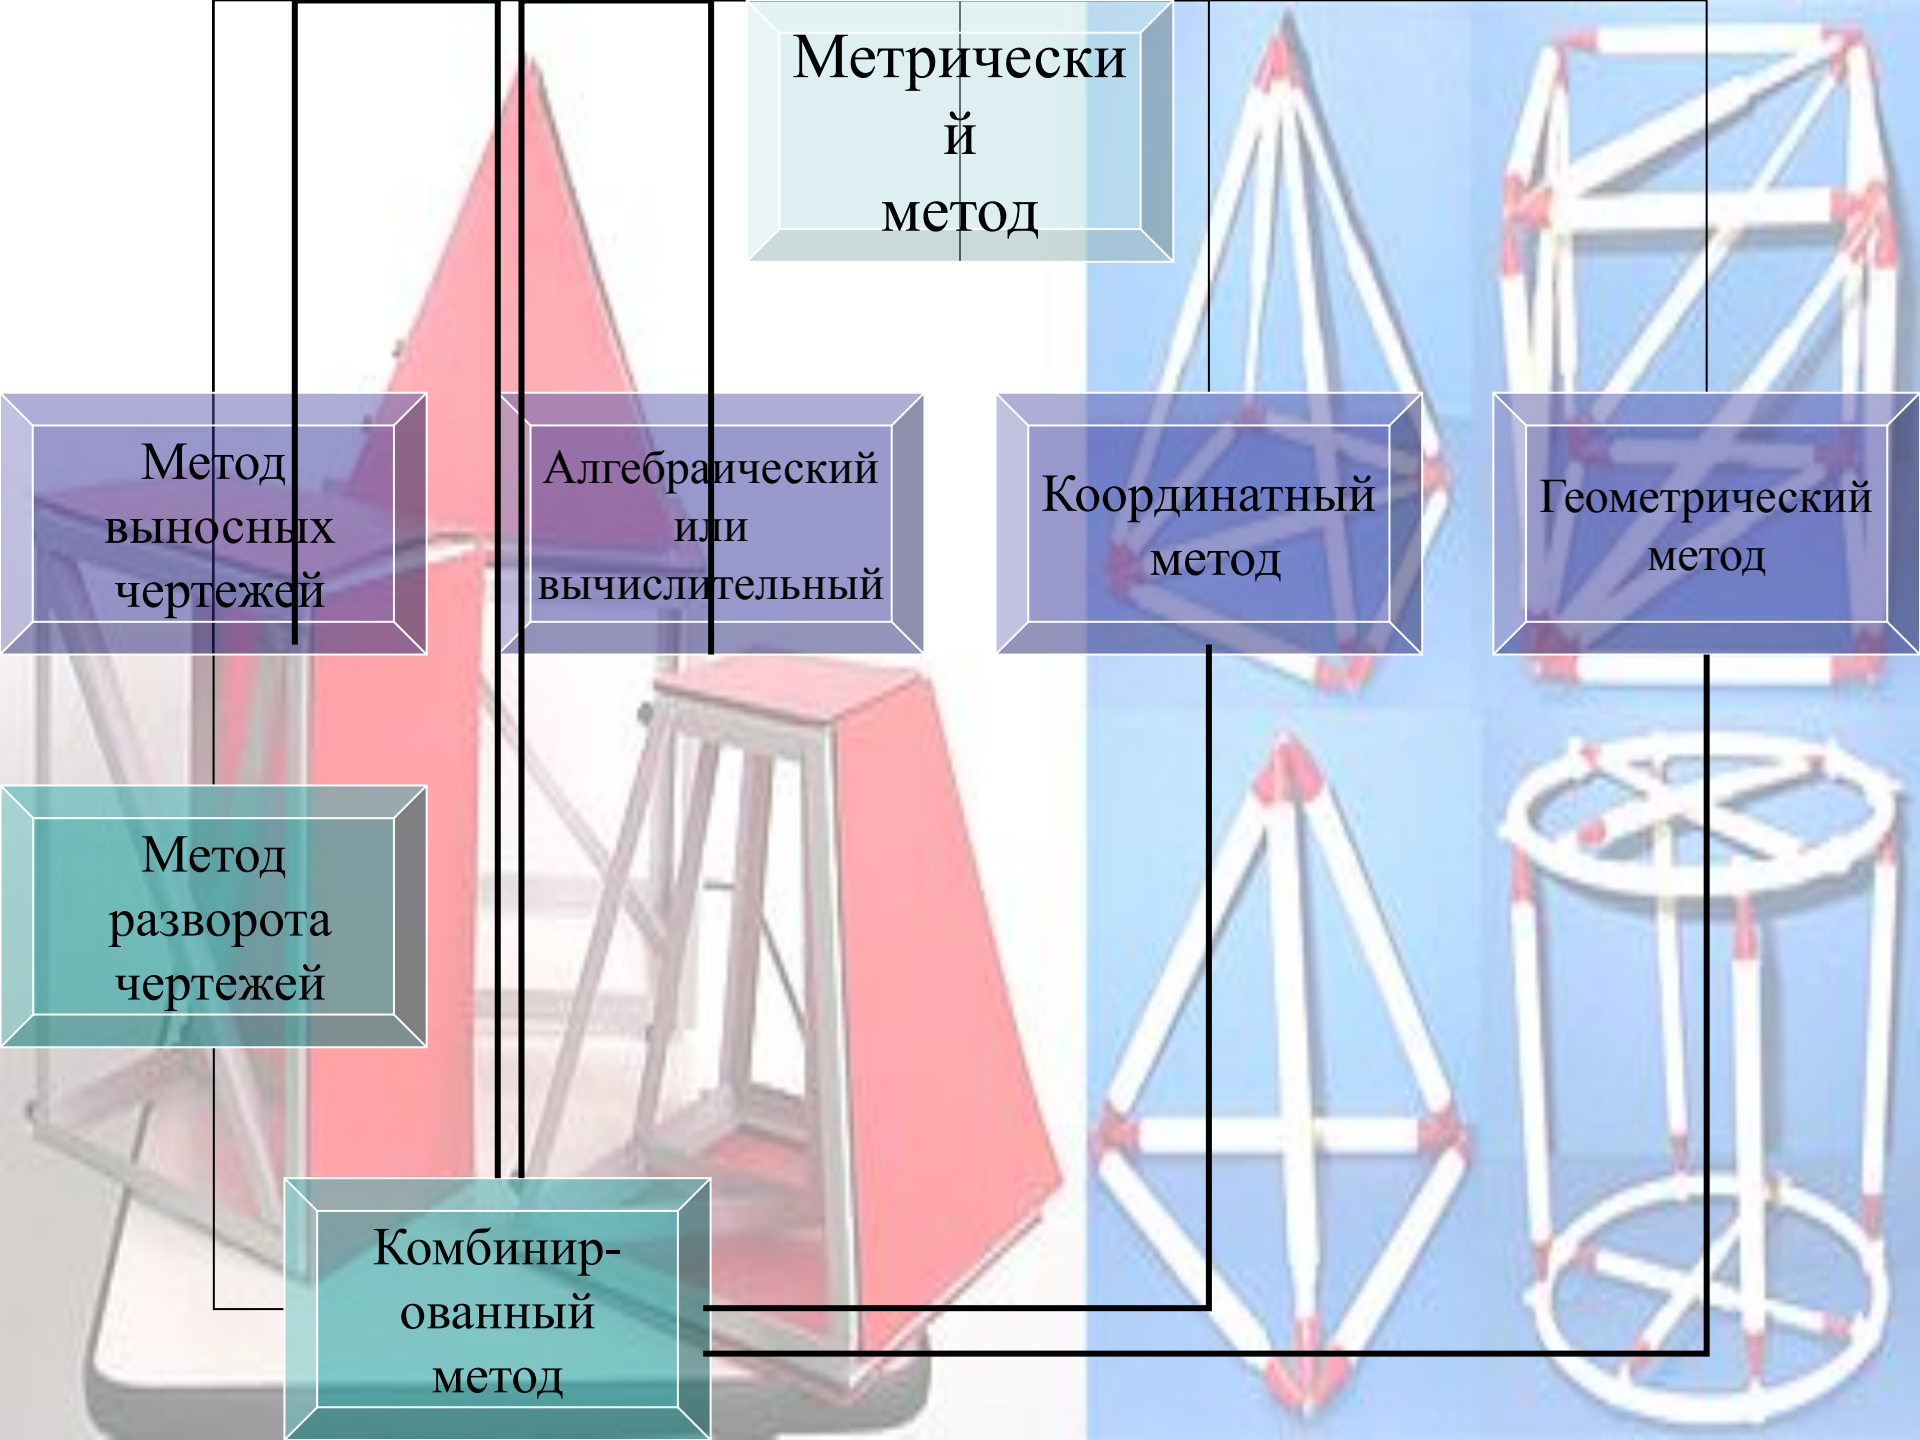 Метрически
й
метод
Метод
выносных
чертежей
Алгебраический
или
вычислительный
Координатный
метод
Геометрический
метод
Метод
разворота
чертежей
Комбинир-
ованный
метод